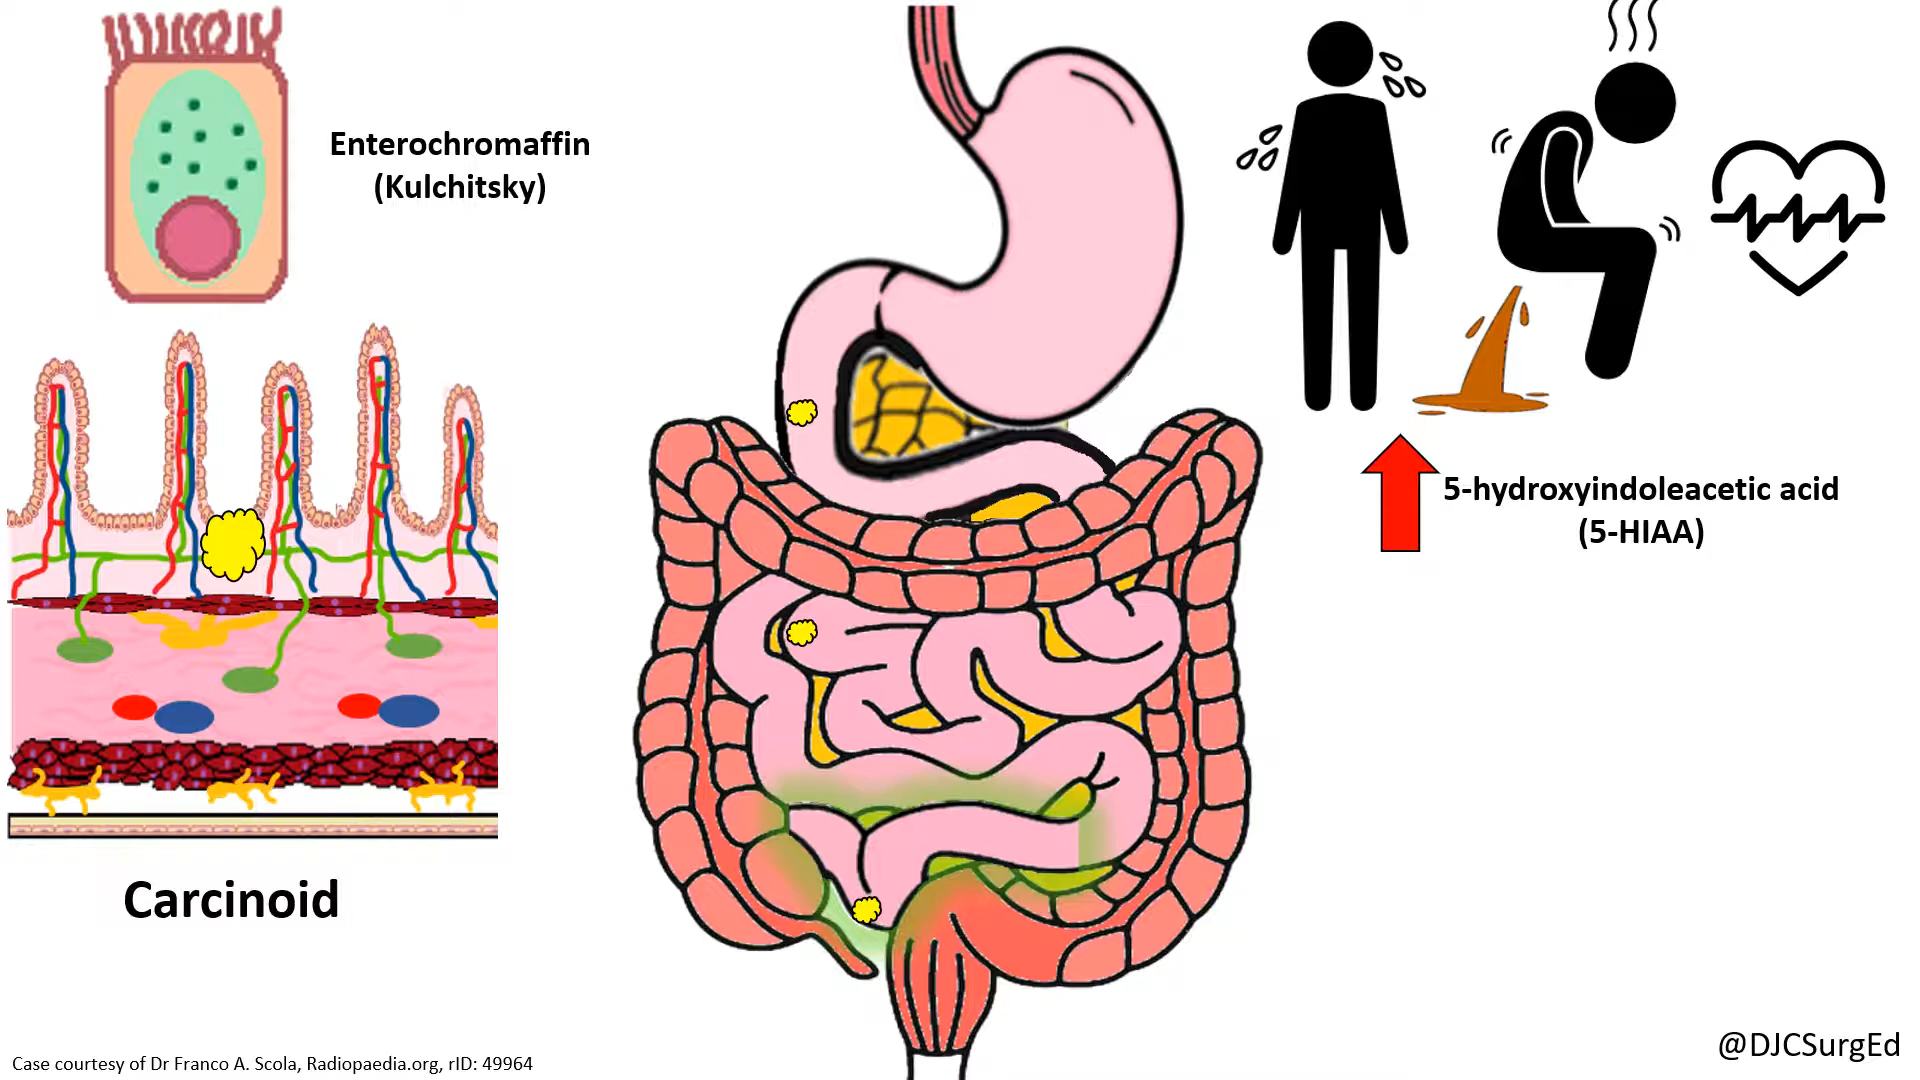 Enterochromaffin
(Kulchitsky)
5-hydroxyindoleacetic acid
(5-HIAA)
Carcinoid
@DJCSurgEd
Case courtesy of Dr Franco A. Scola, Radiopaedia.org, rID: 49964